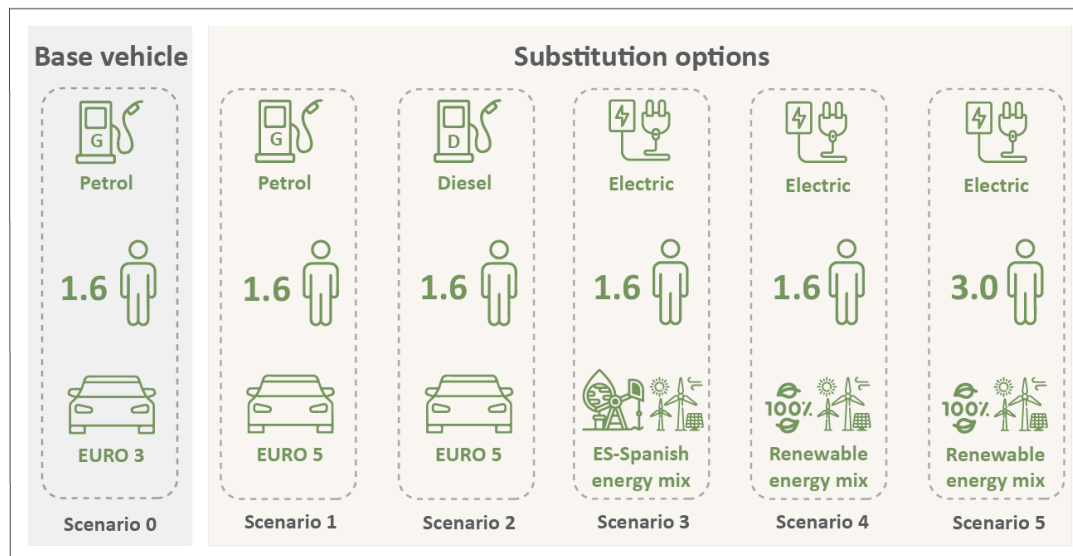 Base vehicle
Substitution options
G
Petrol
1.6
EURO 3
Scenario 0
G
Petrol
1.6
EURO 5
Scenario 1
D
Diesel
1.6
EURO 5
Scenario 2
Electric
1.6
ES-Spanish
energy mix
Scenario 3
Electric
1.6
100%
Renewable
energy mix
Scenario 4
Electric
3.0
100%
Renewable
energy mix
Scenario 5